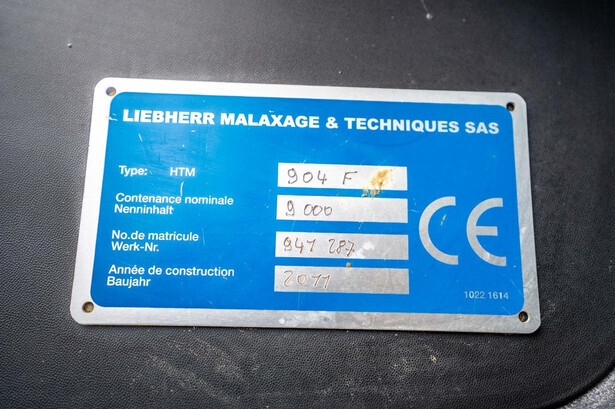 LIEBHERR MALAXAGE & TECHNIQUES SAS
Type: HTM 904 F
Contenance nominale
Nenninhalt 9 000
No.de matricule
Werk-Nr. 941 287
Année de construction
Baujahr 2011
CE
1022 1614